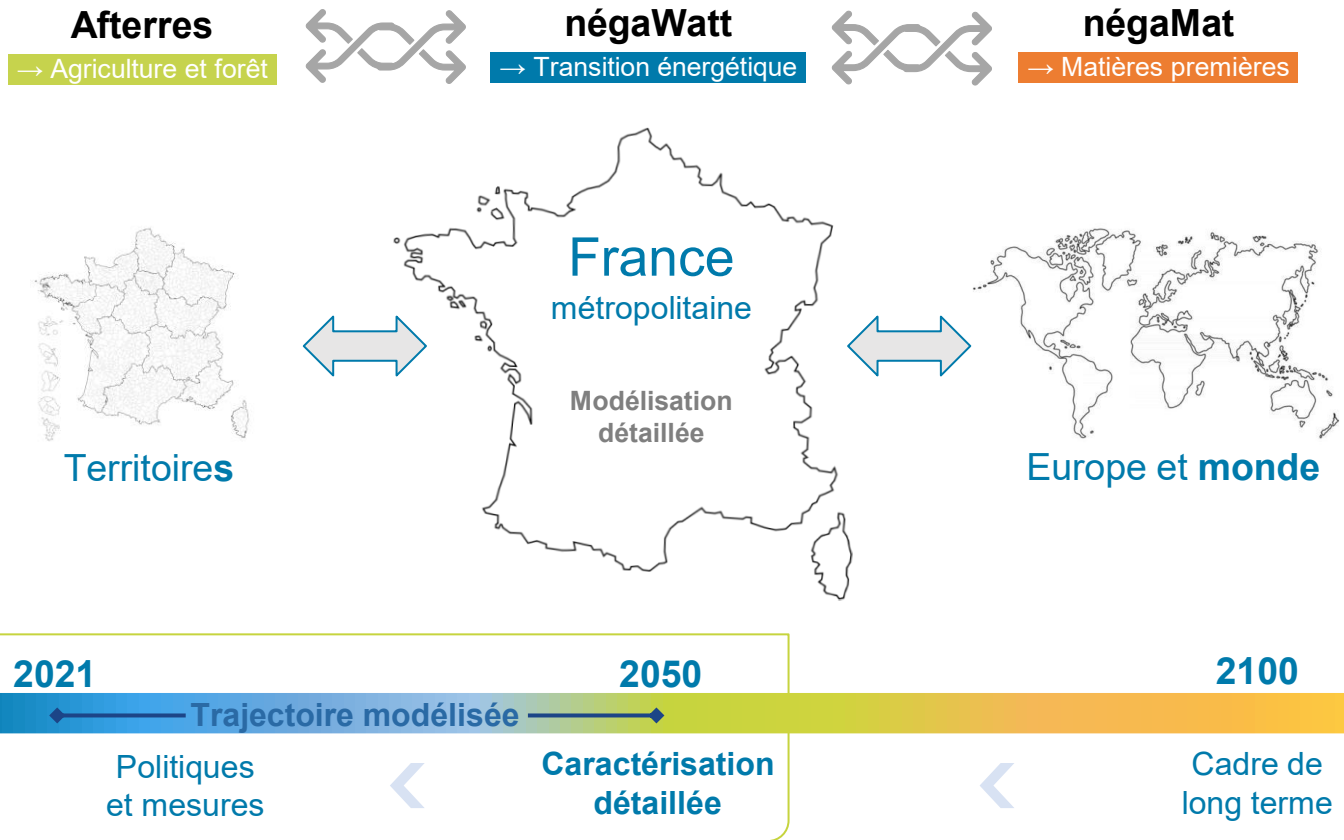 Afterres
→ Agriculture et forêt
négaWatt
→ Transition énergétique
négaMat
→ Matières premières
France
métropolitaine
Modélisation
détaillée
Territoires
Europe et monde
2021
2050
2100
Trajectoire modélisée
Politiques
et mesures
Caractérisation
détaillée
Cadre de
long terme